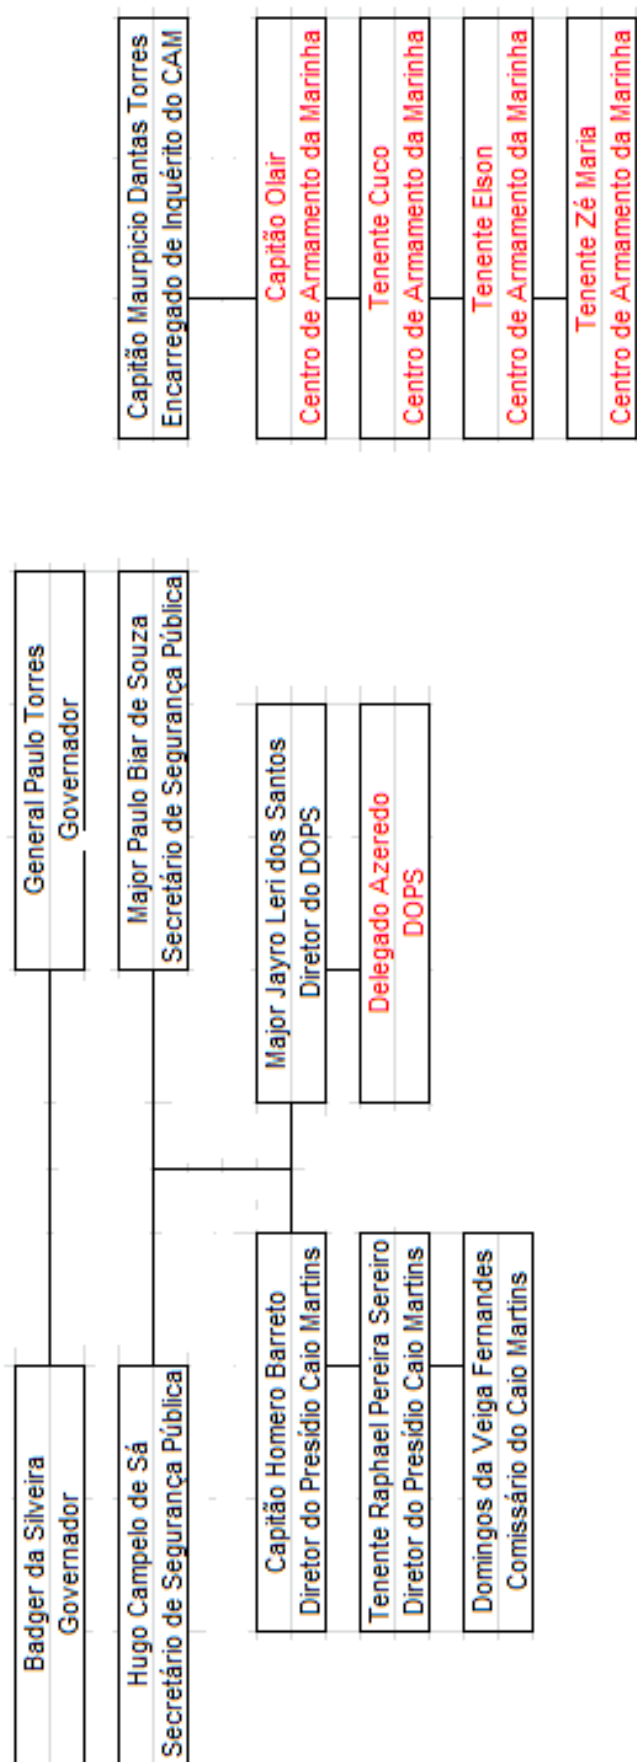 Badger da Silveira
Governador
General Paulo Torres
Governador
Hugo Campelo de Sá
Secretário de Segurança Pública
Major Paulo Biar de Souza
Secretário de Segurança Pública
Capitão Maurpicio Dantas Torres
Encarregado de Inquérito do CAM
Capitão Homero Barreto
Diretor do Presídio Caio Martins
Major Jayro Leri dos Santos
Diretor do DOPS
Capitão Olair
Centro de Armamento da Marinha
Tenente Raphael Pereira Sereiro
Diretor do Presídio Caio Martins
Delegado Azeredo
DOPS
Tenente Cuco
Centro de Armamento da Marinha
Domingos da Veiga Fernandes
Comissário do Caio Martins
Tenente Elson
Centro de Armamento da Marinha
Tenente Zé Maria
Centro de Armamento da Marinha